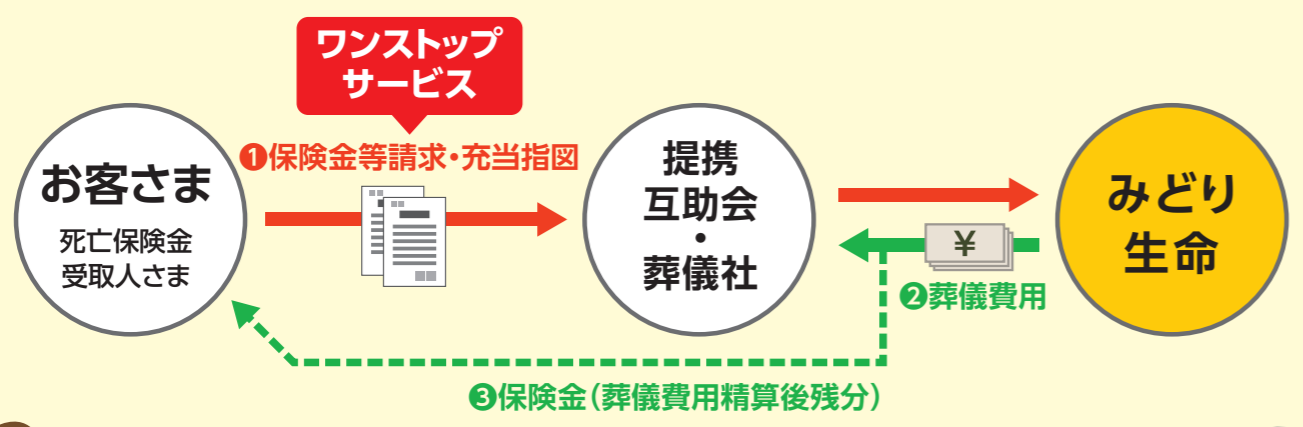 ワンストップ
サービス
❶保険金等請求・充当指図
お客さま
死亡保険金
受取人さま
提携
互助会
・
葬儀社
みどり
生命
¥
❷葬儀費用
❸保険金(葬儀費用精算後残分)